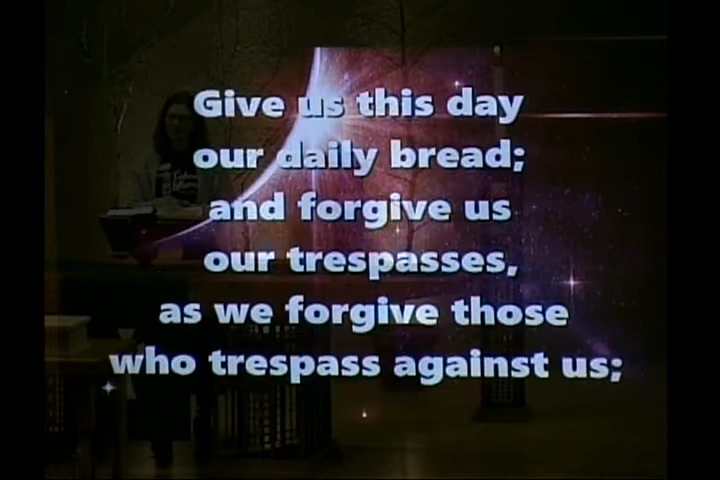 Give us this day
our daily bread;
and forgive us
our trespasses,
as we forgive those
who trespass against us;